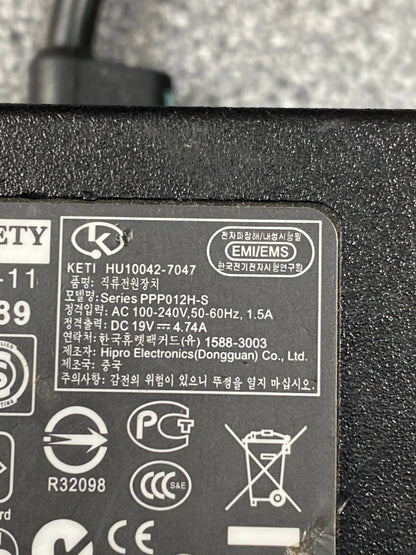 ETY
-11
89
전자파장해/내성시험필
EMI/EMS
한국전기전자시험연구원
KETI HU10042-7047
품명: 직류전원장치
모델명:Series PPP012H-S
정격입력: AC 100-240V,50-60Hz, 1.5A
정격출력: DC 19V⎓ 4.74A
연락처: 한국휴렛팩커드(유) 1588-3003
제조자: Hipro Electronics(Dongguan) Co., Ltd.
제조국: 중국
주의사항: 감전의 위험이 있으니 뚜껑을 열지 마십시오.
R32098
CCC S&E
rd
N
CE